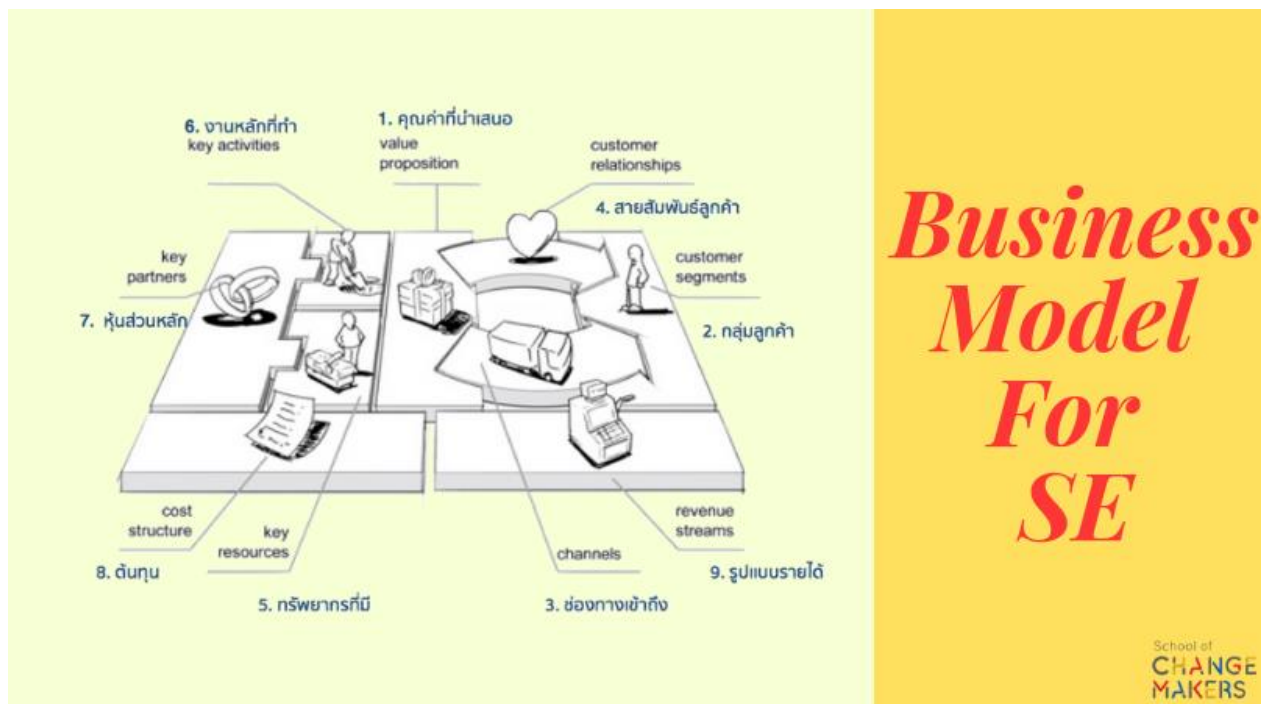 6. งานหลักที่ทำ
key activities
1. คุณค่าที่นำเสนอ
value
proposition
customer
relationships
4. สายสัมพันธ์ลูกค้า
key
partners
7. หุ้นส่วนหลัก
customer
segments
2. กลุ่มลูกค้า
cost
structure
8. ต้นทุน
key
resources
5. ทรัพยากรที่มี
channels
3. ช่องทางเข้าถึง
revenue
streams
9. รูปแบบรายได้
Business
Model
For
SE
School of
CHANGE
MAKERS